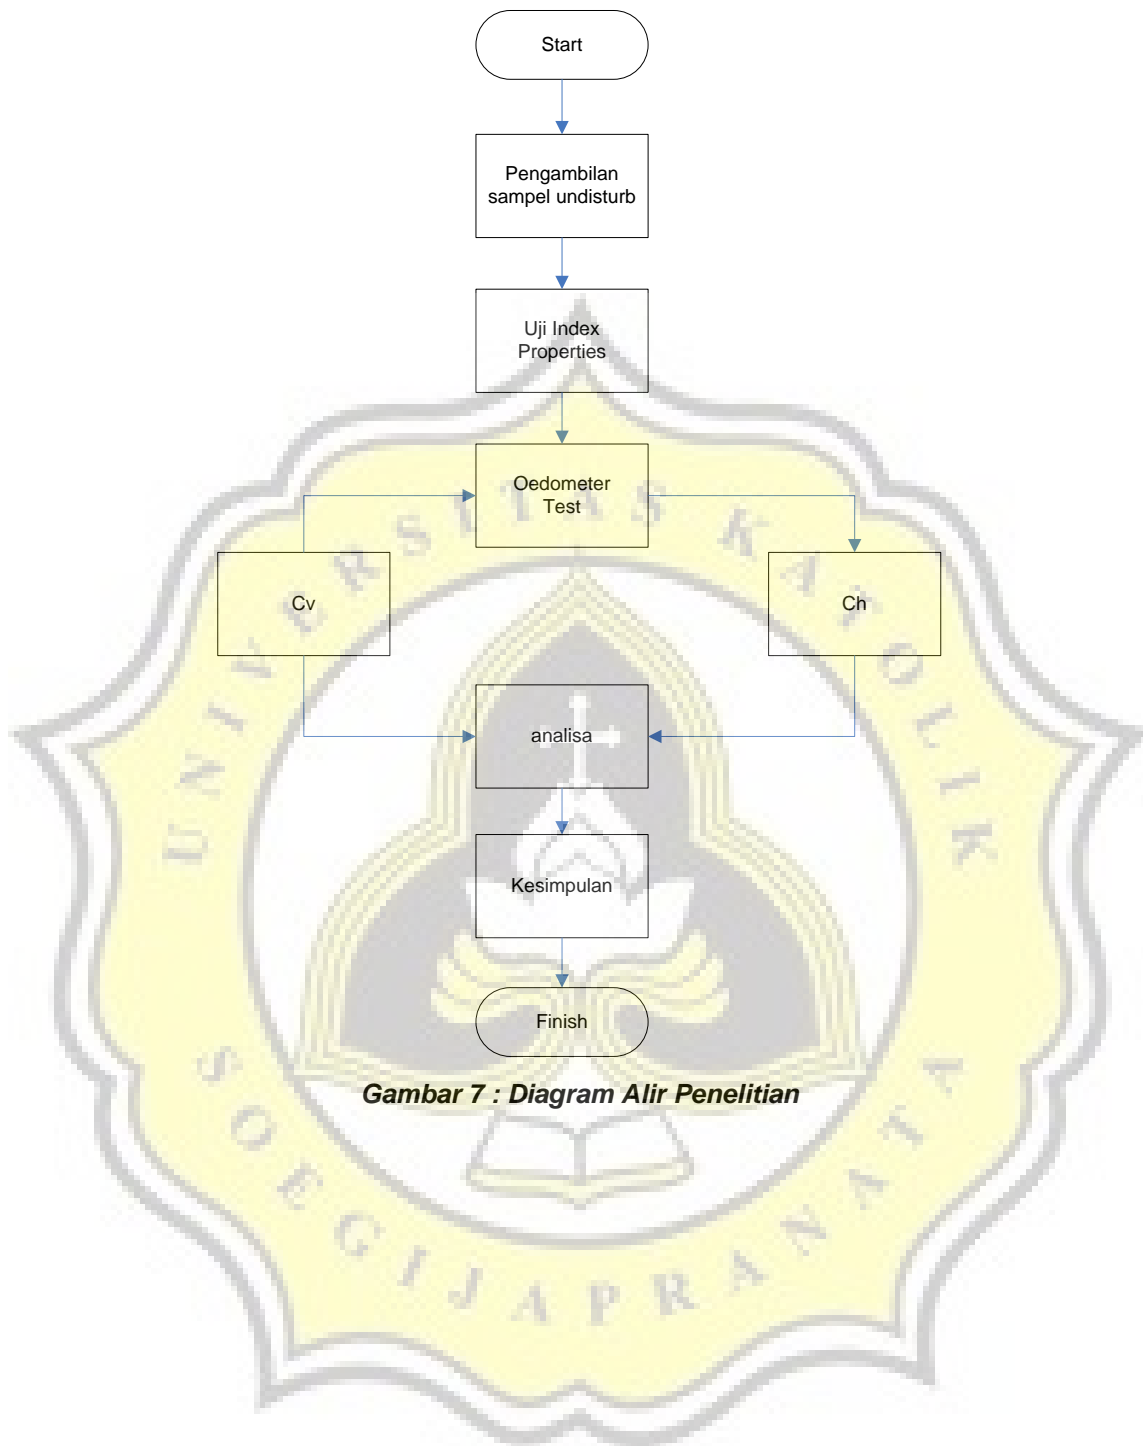 Start
Pengambilan
sampel undisturb
Uji Index
Properties
Oedometer
Test
Cv
Ch
analisa
Kesimpulan
Finish
Gambar 7 : Diagram Alir Penelitian
UNIVERSITAS KATOLIK
SOEGIJAPRANATA